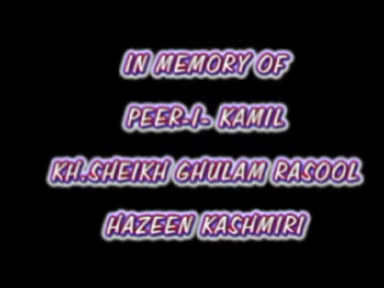 IN MEMORY OF
PEER-I- KAMIL
KH.SHEIKH GHULAM RASOOL
HAZEEN KASHMIRI